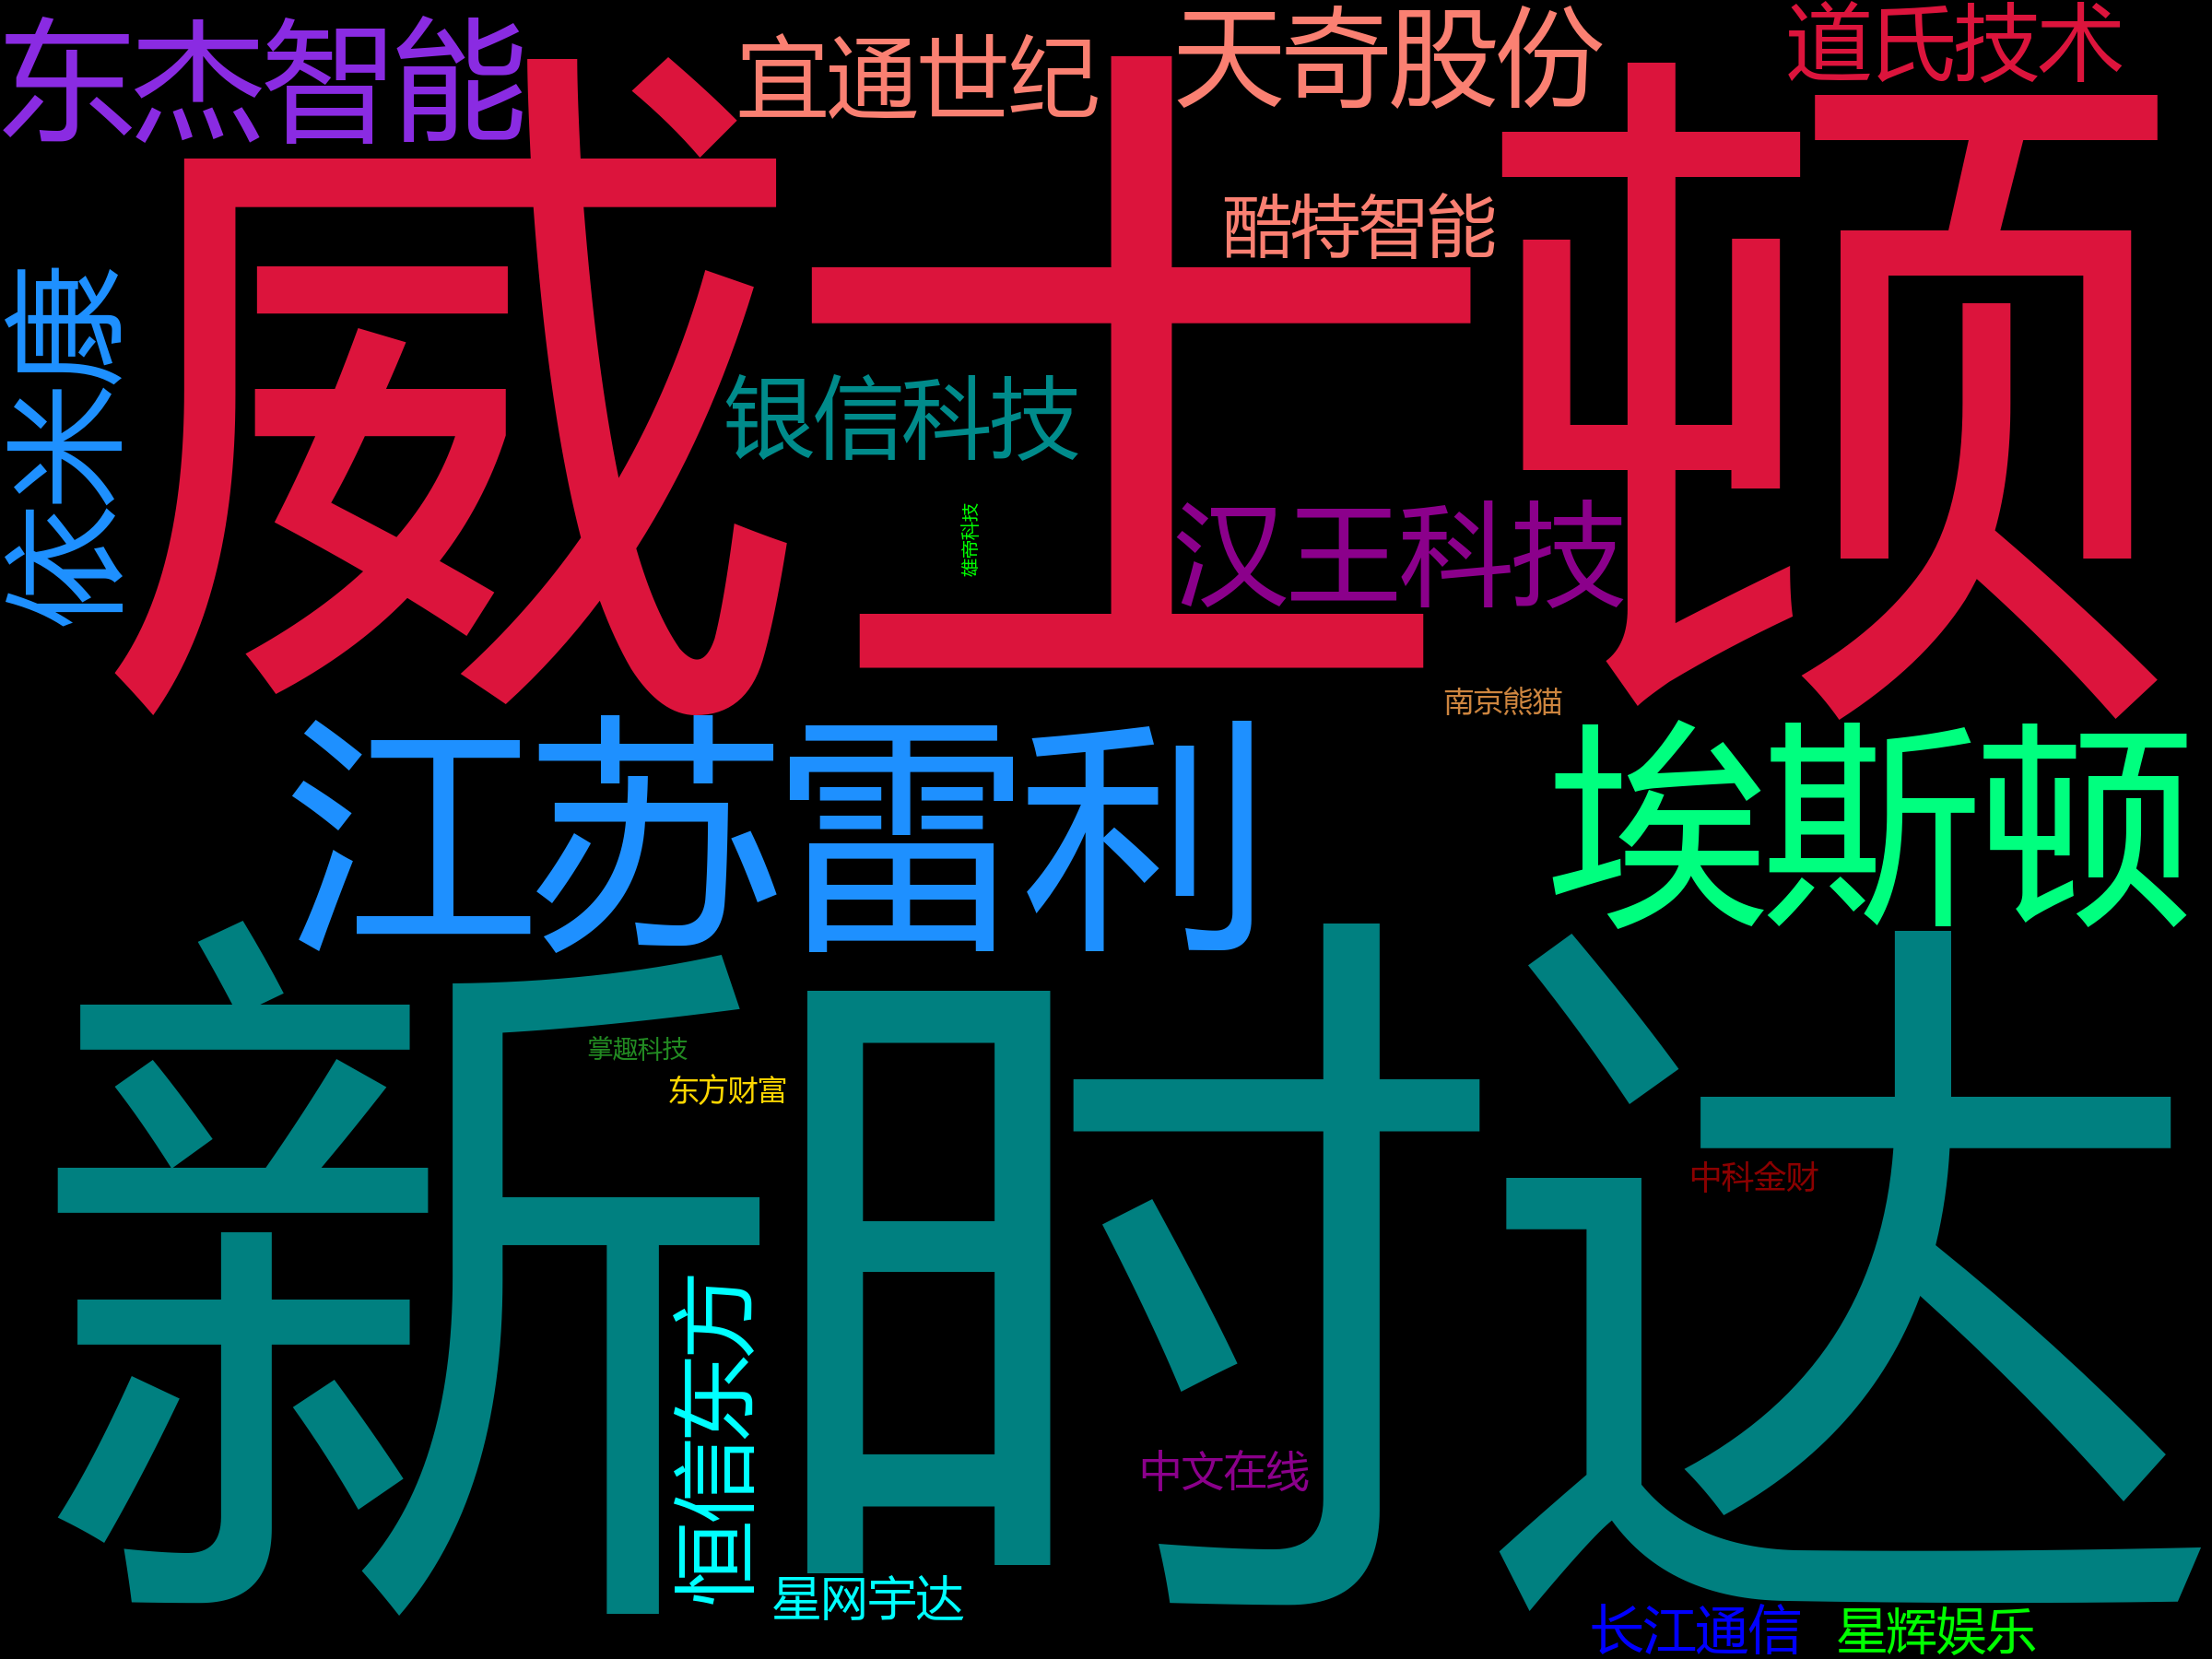 东杰智能
宜通世纪
天奇股份
道氏技术
威士顿
酷特智能
依米康
银信科技
雄帝科技
汉王科技
南京熊猫
江苏雷利
埃斯顿
新时达
掌趣科技
东方财富
中科金财
恒信东方
中文在线
星网宇达
长江通信
星辉娱乐